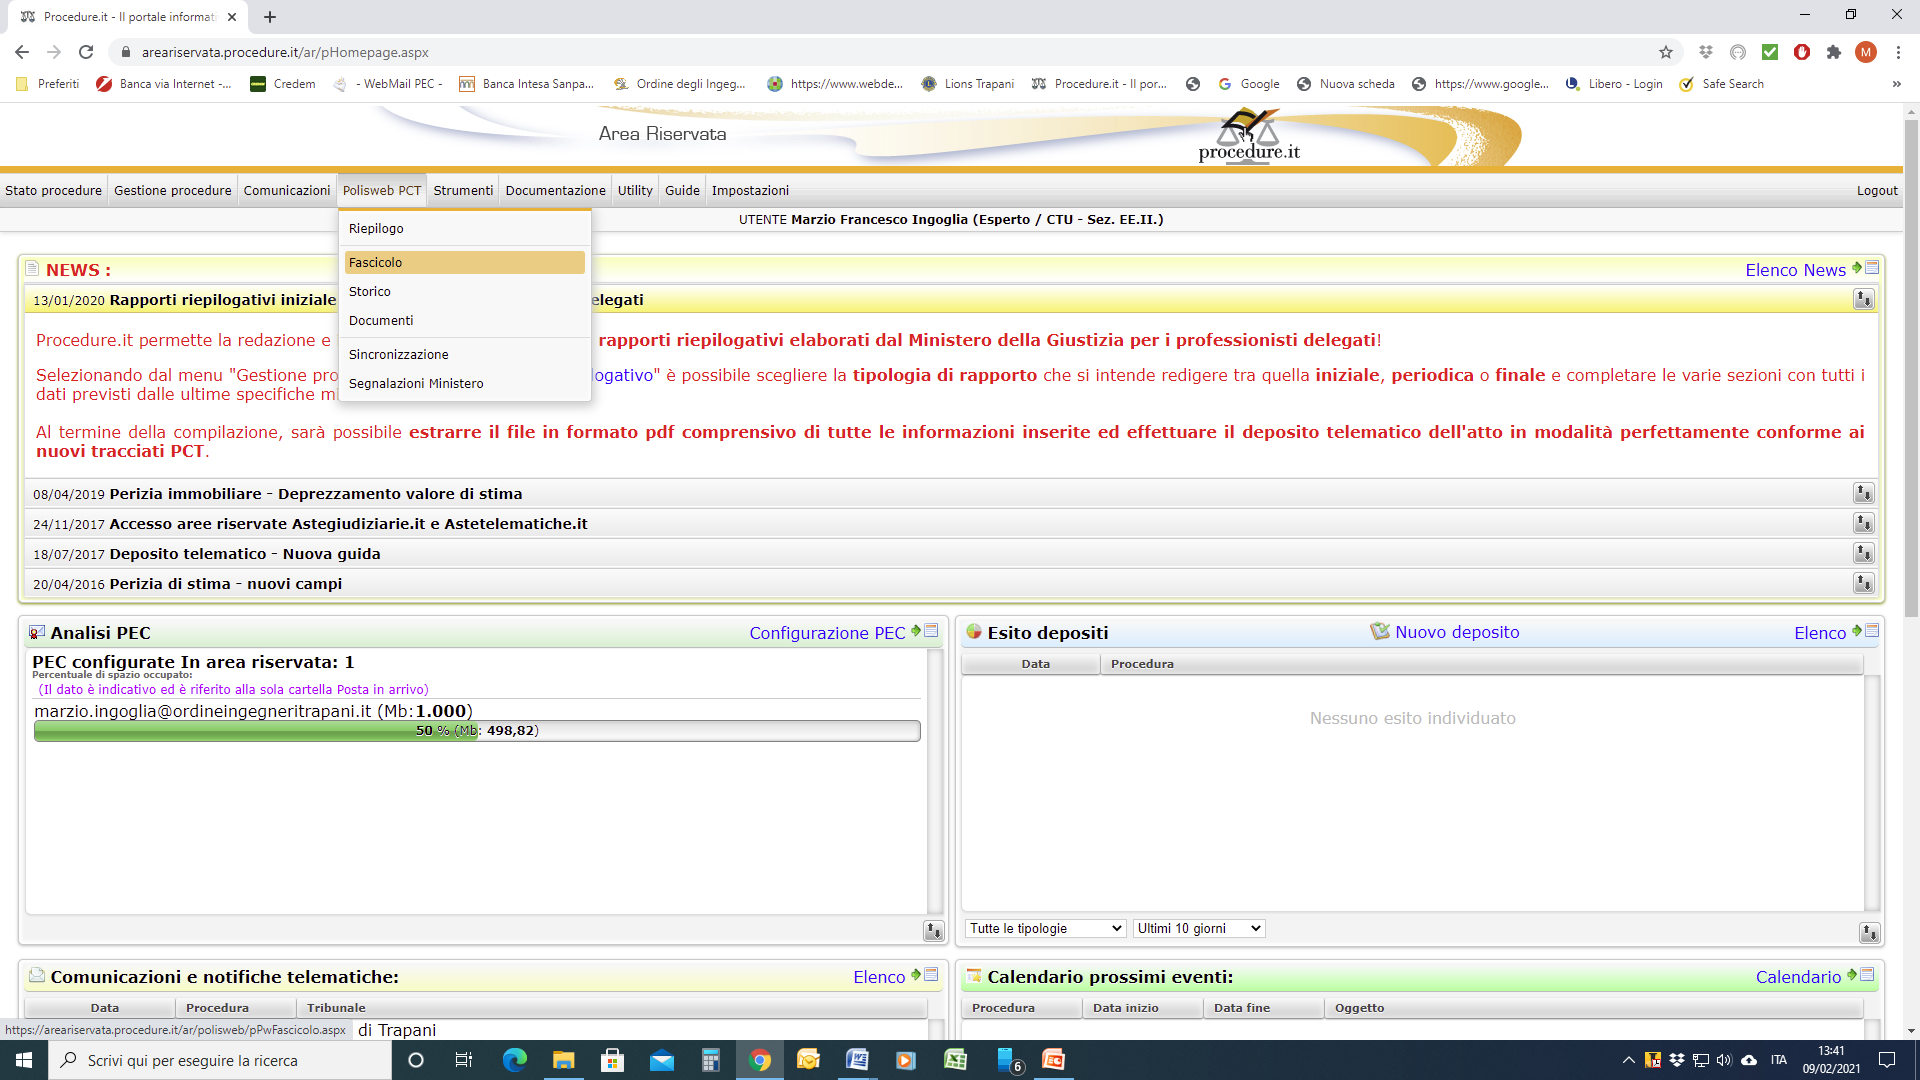 Procedure.it - Il portale informati
areariservata.procedure.it/ar/pHomepage.aspx
M
Preferiti
Banca via Internet -...
Credem
- WebMail PEC -
Banca Intesa Sanpa...
Ordine degli Ingeg...
https://www.webde...
Lions Trapani
Procedure.it - Il por...
Google
Nuova scheda
https://www.google...
Libero - Login
Safe Search
»
Area Riservata
procedure.it
Stato procedure
Gestione procedure
Comunicazioni
Polisweb PCT
Strumenti
Documentazione
Utility
Guide
Impostazioni
Logout
UTENTE Marzio Francesco Ingoglia (Esperto / CTU - Sez. EE.II.)
Riepilogo
Fascicolo
Storico
Documenti
Sincronizzazione
Segnalazioni Ministero
NEWS :
Elenco News
13/01/2020 Rapporti riepilogativi iniziale elegati
Procedure.it permette la redazione e rapporti riepilogativi elaborati dal Ministero della Giustizia per i professionisti delegati!
Selezionando dal menu "Gestione pro logativo" è possibile scegliere la tipologia di rapporto che si intende redigere tra quella iniziale, periodica o finale e completare le varie sezioni con tutti i
dati previsti dalle ultime specifiche m
Al termine della compilazione, sarà possibile estrarre il file in formato pdf comprensivo di tutte le informazioni inserite ed effettuare il deposito telematico dell'atto in modalità perfettamente conforme ai
nuovi tracciati PCT.
08/04/2019 Perizia immobiliare - Deprezzamento valore di stima
24/11/2017 Accesso aree riservate Astegiudiziarie.it e Astetelematiche.it
18/07/2017 Deposito telematico - Nuova guida
20/04/2016 Perizia di stima - nuovi campi
Analisi PEC
Configurazione PEC
PEC configurate In area riservata: 1
Percentuale di spazio occupato:
(Il dato è indicativo ed è riferito alla sola cartella Posta in arrivo)
marzio.ingoglia@ordineingegneritrapani.it (Mb:1.000)
50 % (Mb: 498,82)
Esito depositi
Nuovo deposito
Elenco
Data
Procedura
Nessuno esito individuato
Tutte le tipologie
Ultimi 10 giorni
Comunicazioni e notifiche telematiche:
Elenco
Data
Procedura
Tribunale
di Trapani
Calendario prossimi eventi:
Calendario
Procedura
Data inizio
Data fine
Oggetto
https://areariservata.procedure.it/ar/polisweb/pPwFascicolo.aspx
Scrivi qui per eseguire la ricerca
6
ITA
13:41
09/02/2021